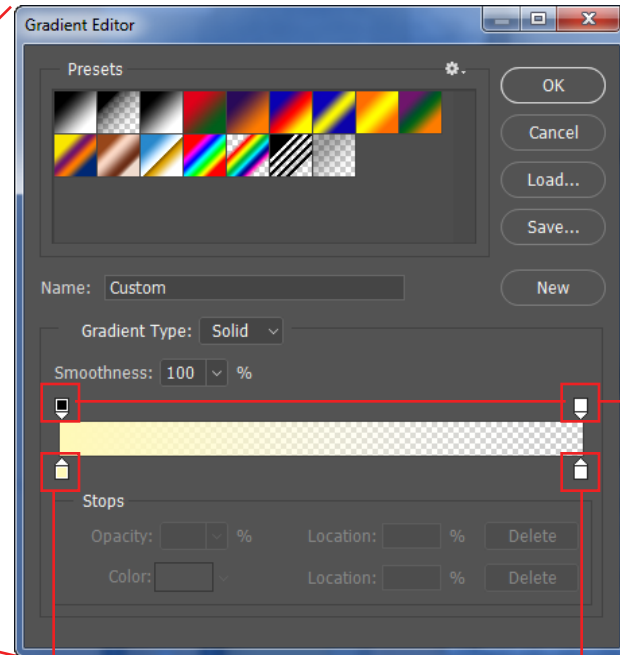 Gradient Editor
Presets
OK
Cancel
Load...
Save...
Name: Custom
New
Gradient Type: Solid
Smoothness: 100 %
Stops
Opacity: % Location: % Delete
Color: Location: % Delete